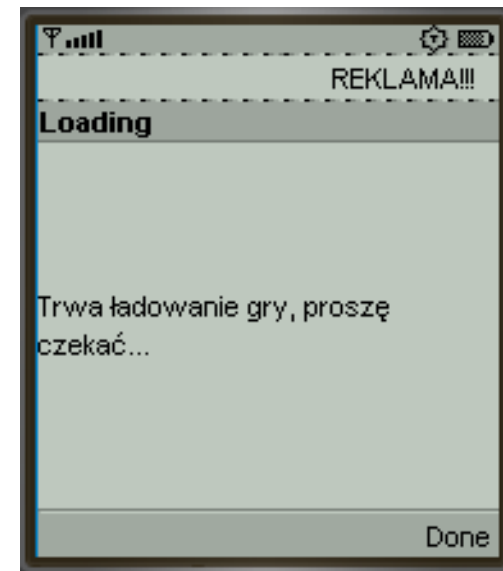 REKLAMA!!!
Loading
Trwa ładowanie gry, proszę
czekać...
Done